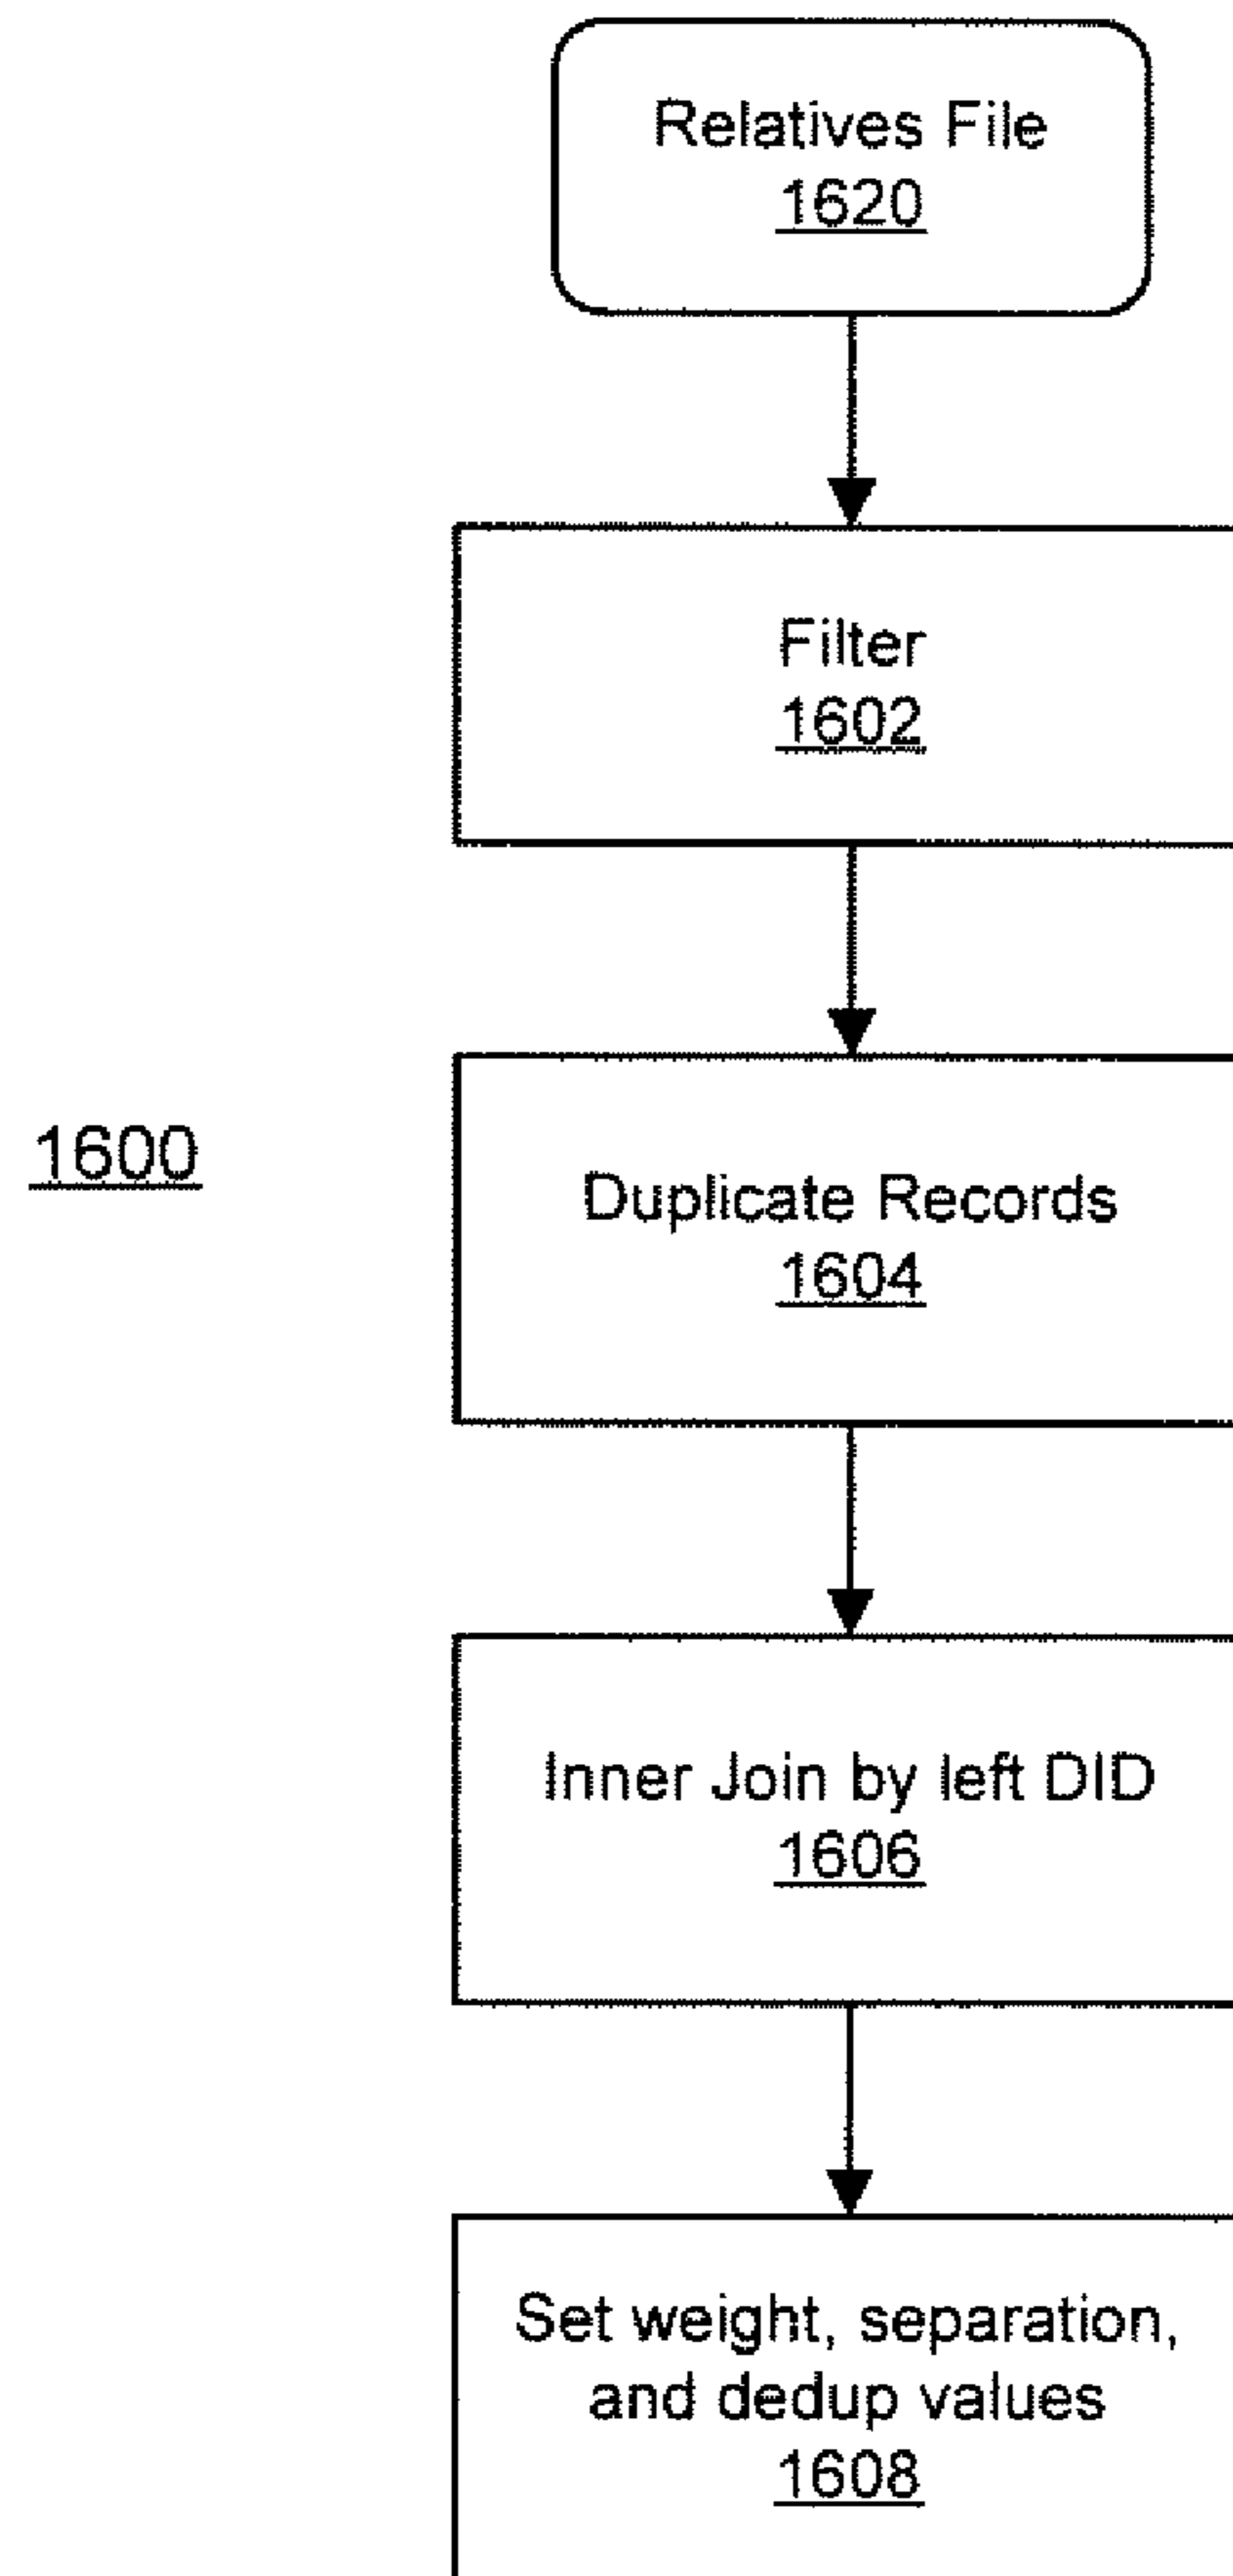 Relatives File
1620
Filter
1602
Duplicate Records
1604
1600
Inner Join by left DID
1606
Set weight, separation,
and dedup values
1608